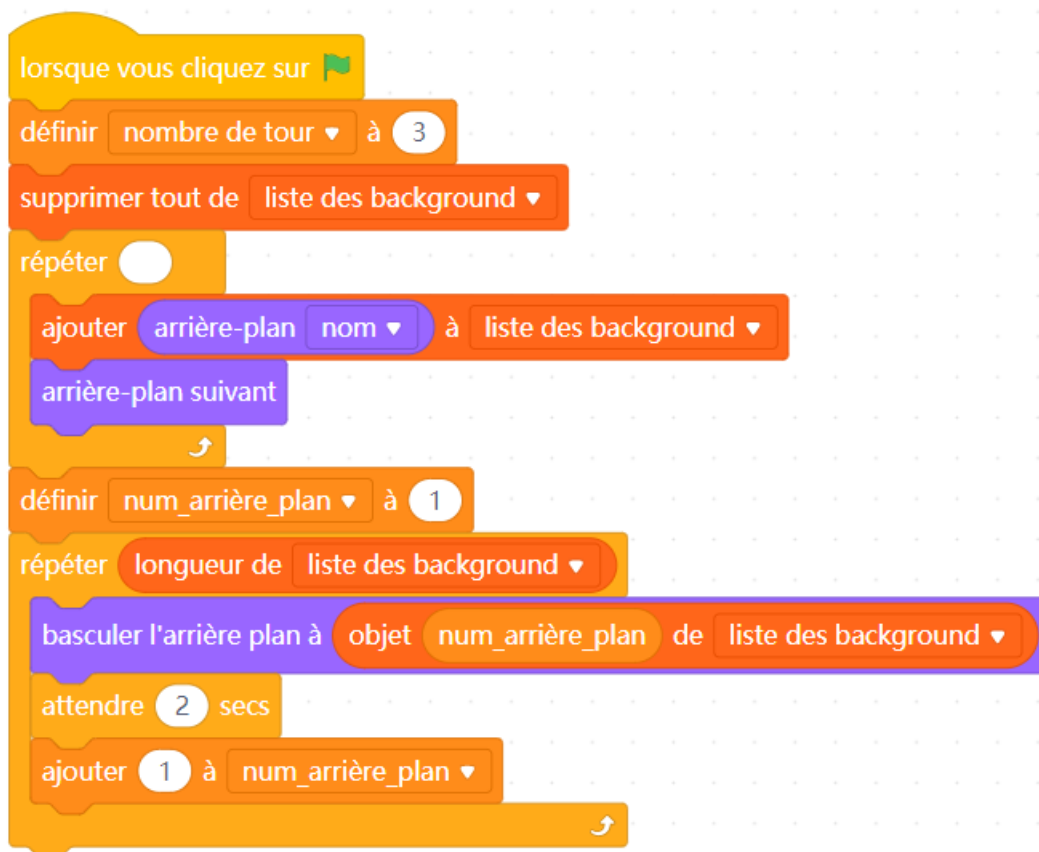 lorsque vous cliquez sur
définir nombre de tour à 3
supprimer tout de liste des background
répéter
ajouter arrière-plan nom à liste des background
arrière-plan suivant
définir num_arrière_plan à 1
répéter longueur de liste des background
basculer l'arrière plan à objet num_arrière_plan de liste des background
attendre 2 secs
ajouter 1 à num_arrière_plan